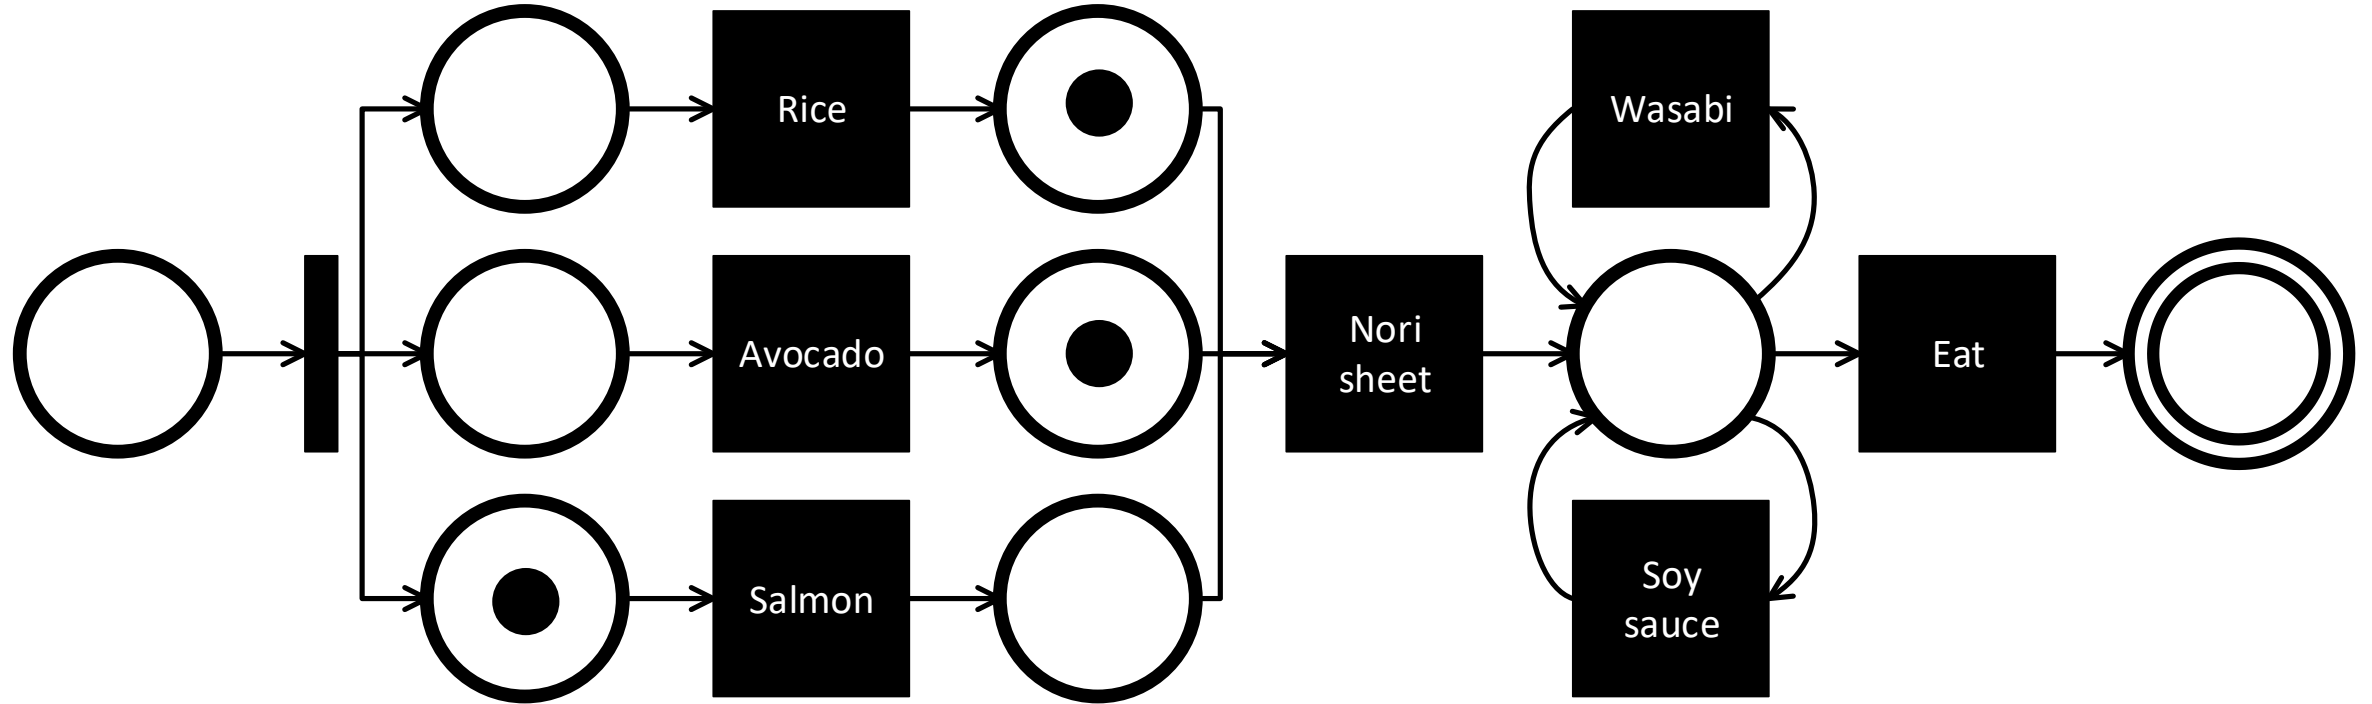 Rice
Wasabi
Avocado
Nori
sheet
Eat
Salmon
Soy
sauce